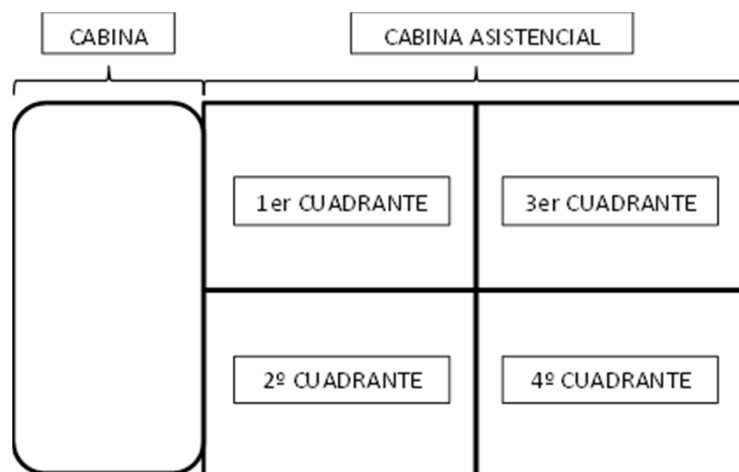 CABINA
CABINA ASISTENCIAL
1er CUADRANTE
3er CUADRANTE
2º CUADRANTE
4º CUADRANTE